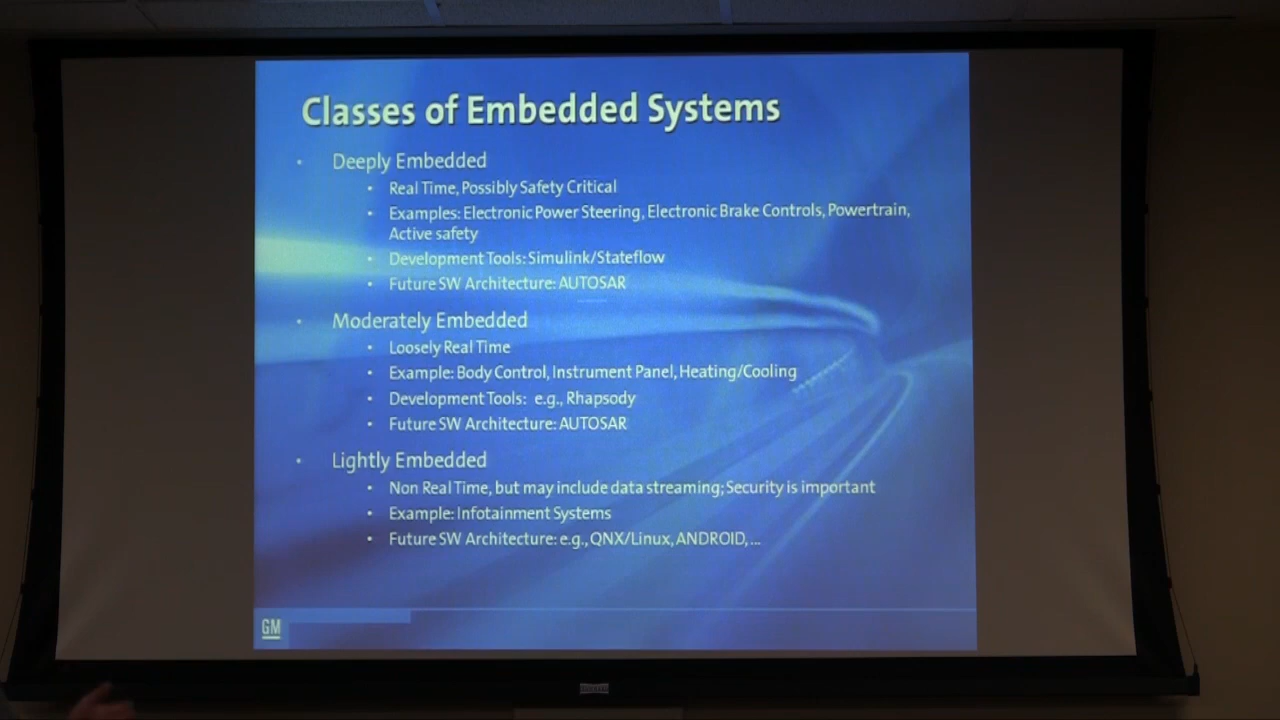 Classes of Embedded Systems
• Deeply Embedded
• Real Time, Possibly Safety Critical
• Examples: Electronic Power Steering, Electronic Brake Controls, Powertrain,
Active safety
• Development Tools: Simulink/Stateflow
• Future SW Architecture: AUTOSAR
• Moderately Embedded
• Loosely Real Time
• Example: Body Control, Instrument Panel, Heating/Cooling
• Development Tools: e.g., Rhapsody
• Future SW Architecture: AUTOSAR
• Lightly Embedded
• Non Real Time, but may include data streaming; Security is important
• Example: Infotainment Systems
• Future SW Architecture: e.g., QNX/Linux, ANDROID, ...
GM